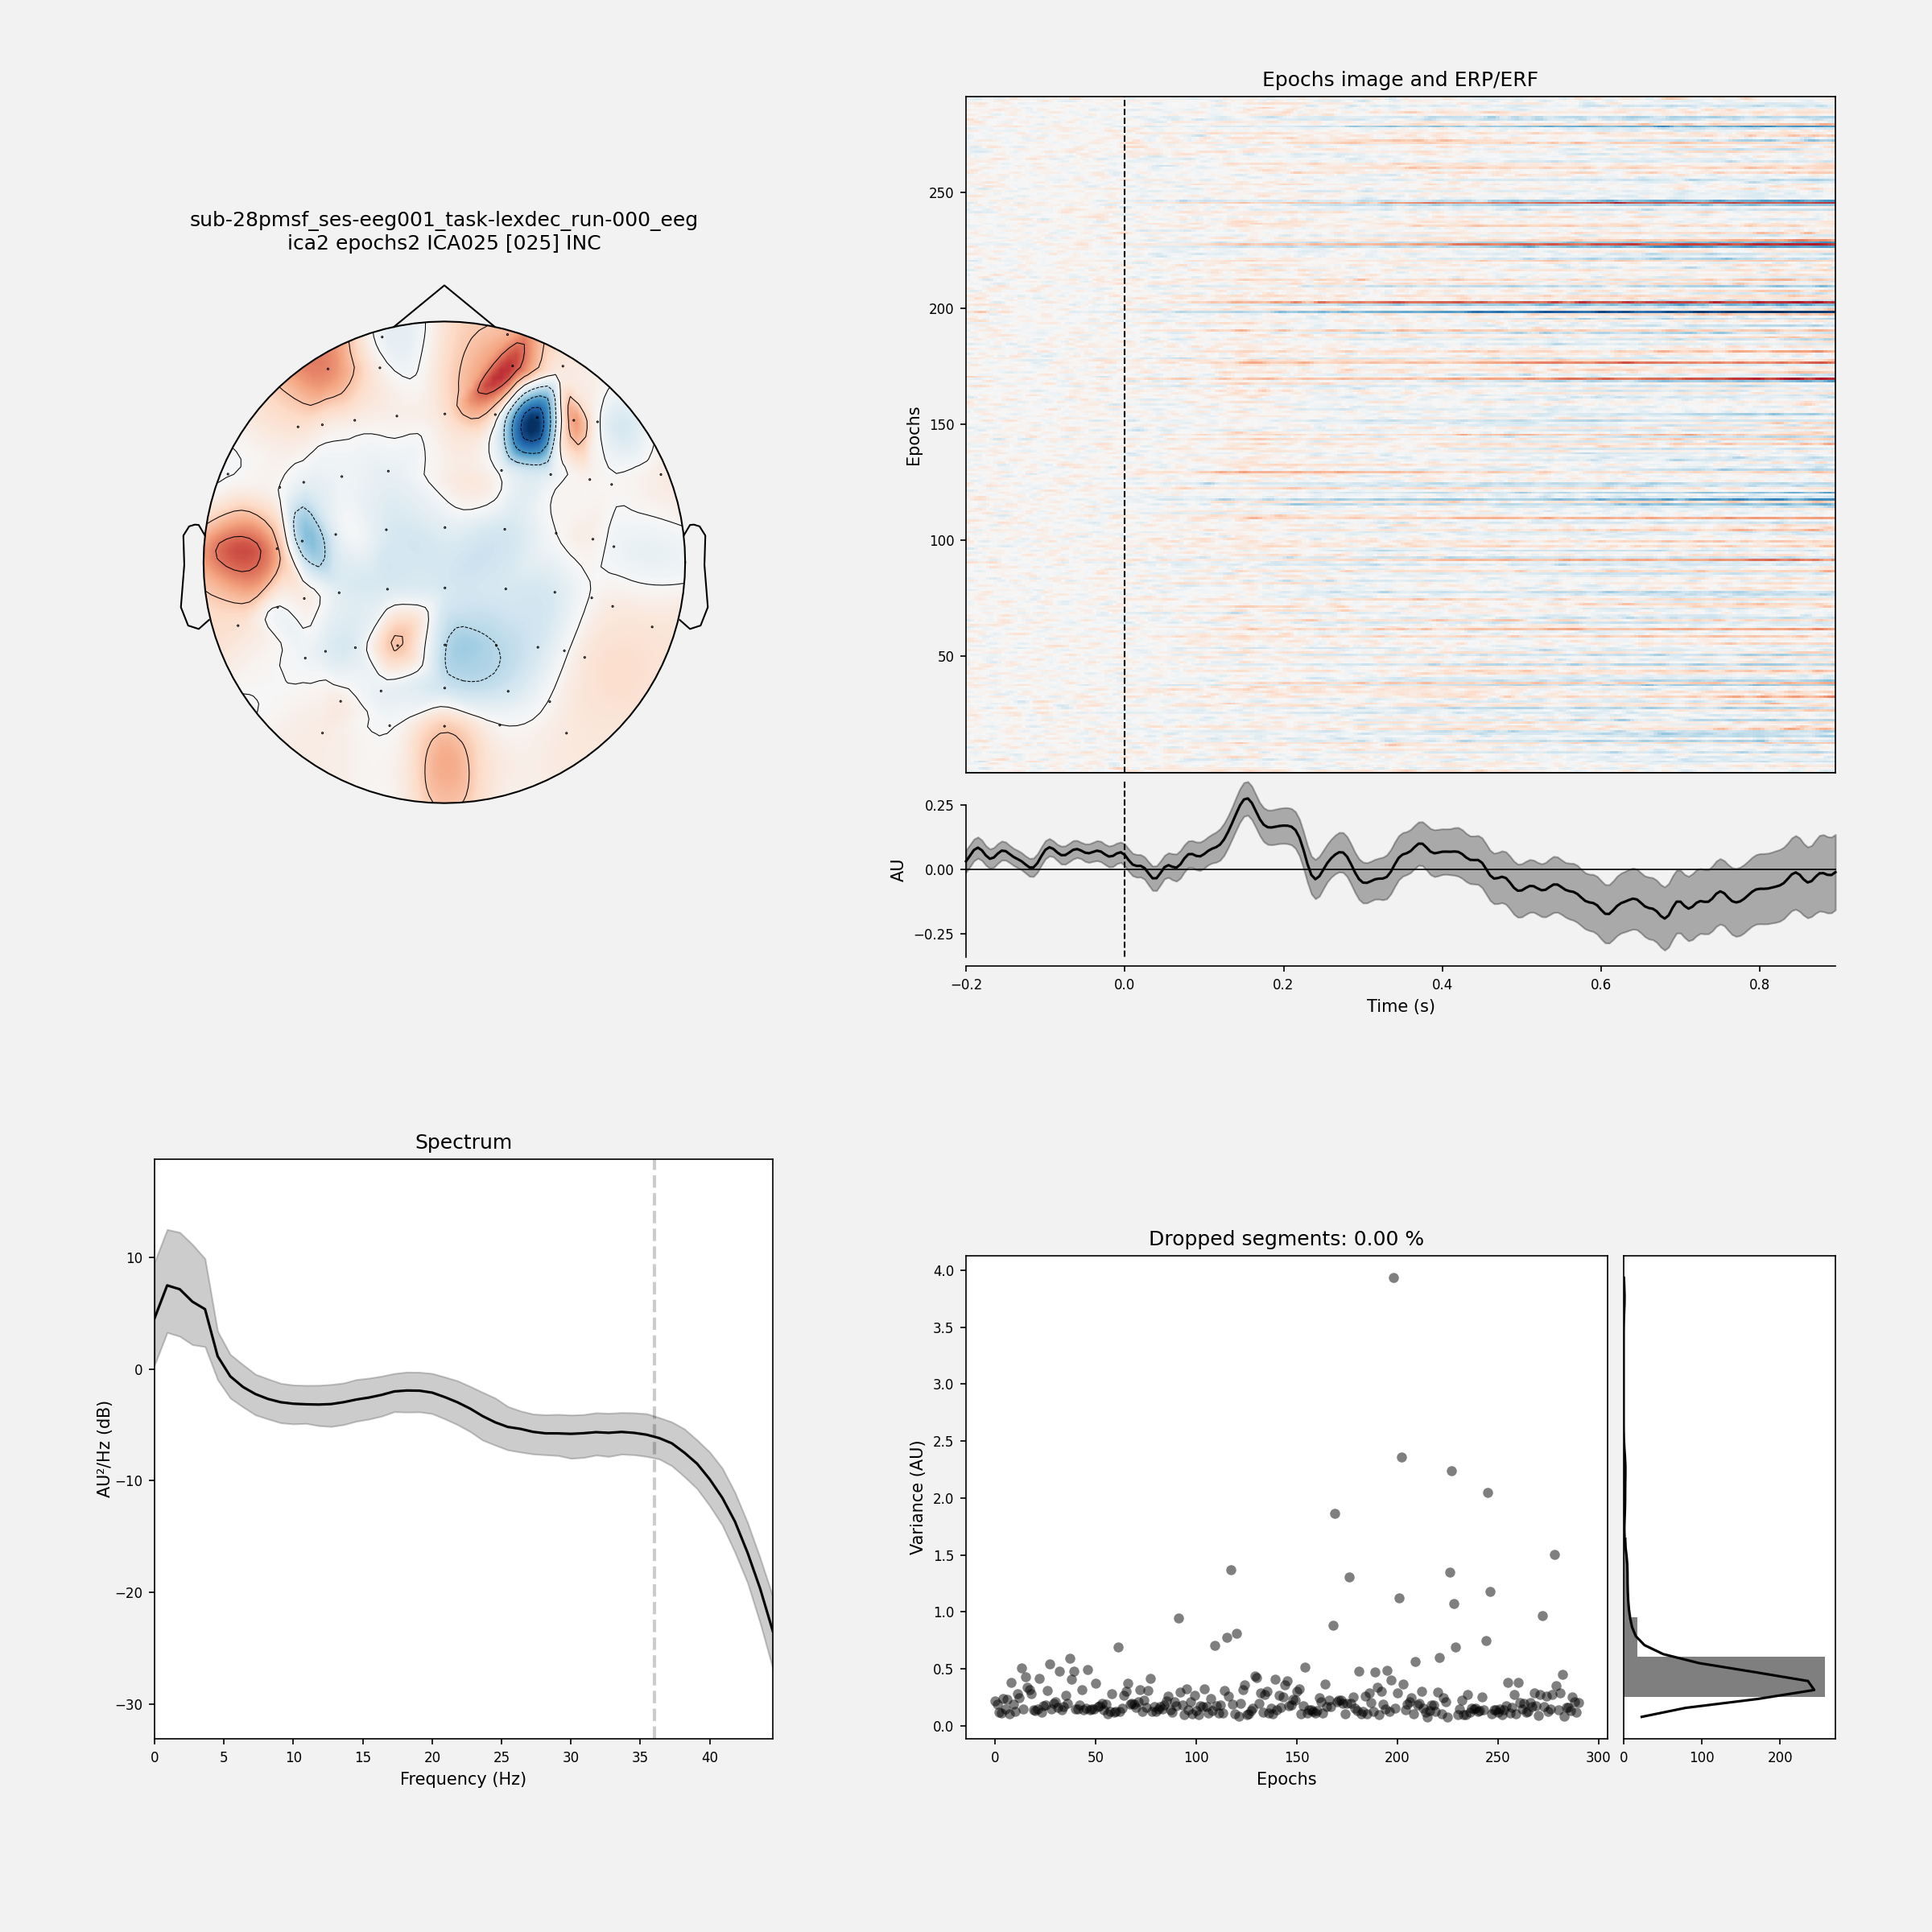 sub-28pmsf_ses-eeg001_task-lexdec_run-000_eeg
ica2 epochs2 ICA025 [025] INC
Epochs image and ERP/ERF
250
200
150
100
50
Epochs
0.25
0.00
−0.25
AU
−0.2 0.0 0.2 0.4 0.6 0.8
Time (s)
Spectrum
10
0
−10
−20
−30
AU²/Hz (dB)
0 5 10 15 20 25 30 35 40
Frequency (Hz)
Dropped segments: 0.00 %
4.0
3.5
3.0
2.5
2.0
1.5
1.0
0.5
0.0
Variance (AU)
0 50 100 150 200 250 300
Epochs
0 100 200